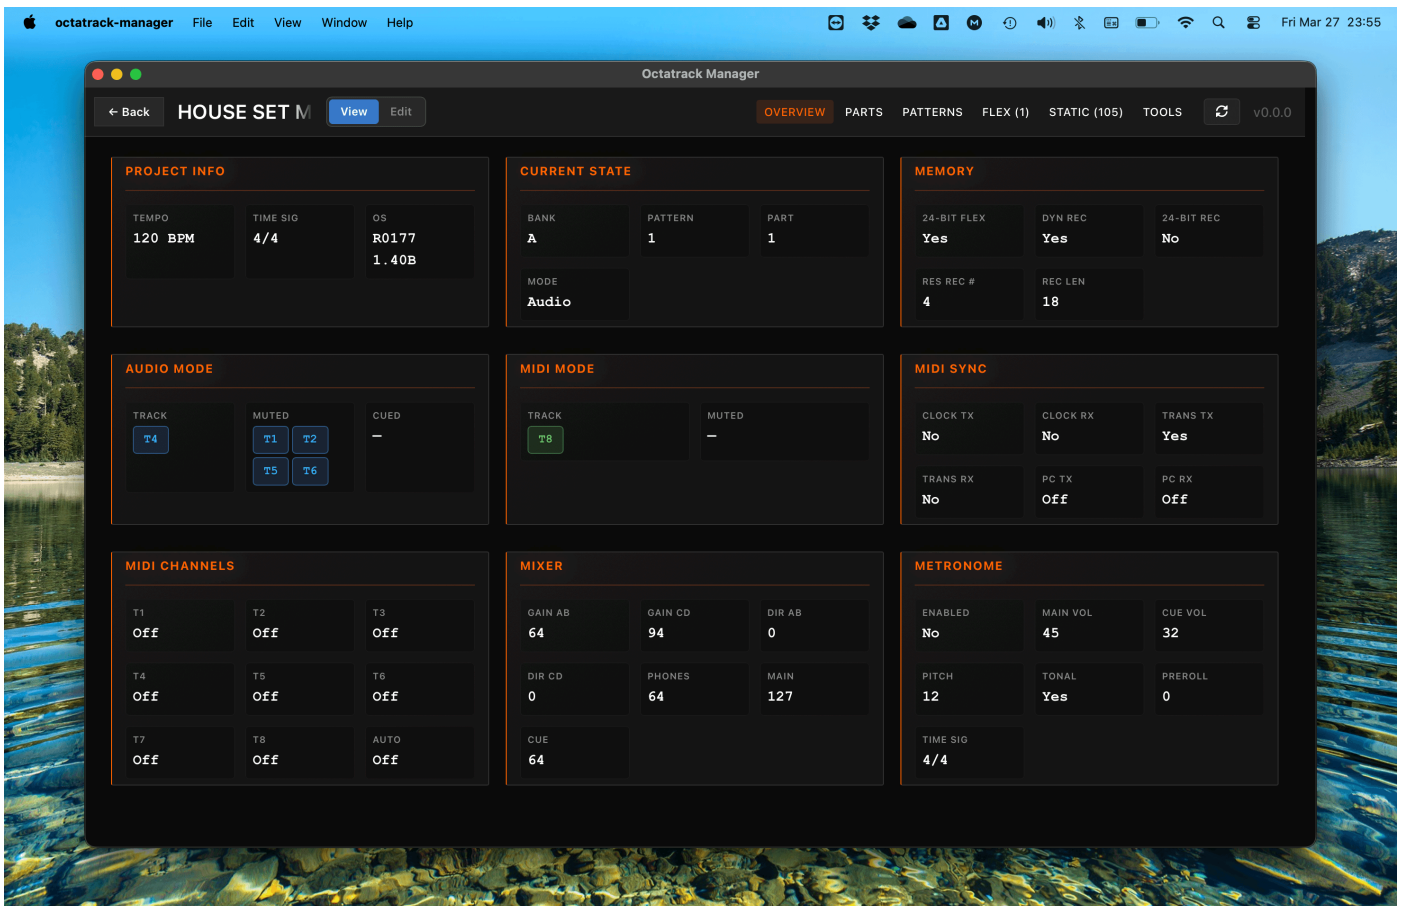 octatrack-manager File Edit View Window Help Fri Mar 27 23:55
Octatrack Manager
← Back HOUSE SET M View Edit OVERVIEW PARTS PATTERNS FLEX (1) STATIC (105) TOOLS v0.0.0
PROJECT INFO
TEMPO TIME SIG OS
120 BPM 4/4 R0177
1.40B
CURRENT STATE
BANK PATTERN PART
A 1 1
MODE
Audio
MEMORY
24-BIT FLEX DYN REC 24-BIT REC
Yes Yes No
RES REC # REC LEN
4 18
AUDIO MODE
TRACK MUTED CUED
T4 T1 T2 –
T5 T6
MIDI MODE
TRACK MUTED
T8 –
MIDI SYNC
CLOCK TX CLOCK RX TRANS TX
No No Yes
TRANS RX PC TX PC RX
No Off Off
MIDI CHANNELS
T1 T2 T3
Off Off Off
T4 T5 T6
Off Off Off
T7 T8 AUTO
Off Off Off
MIXER
GAIN AB GAIN CD DIR AB
64 94 0
DIR CD PHONES MAIN
0 64 127
CUE
64
METRONOME
ENABLED MAIN VOL CUE VOL
No 45 32
PITCH TONAL PREROLL
12 Yes 0
TIME SIG
4/4